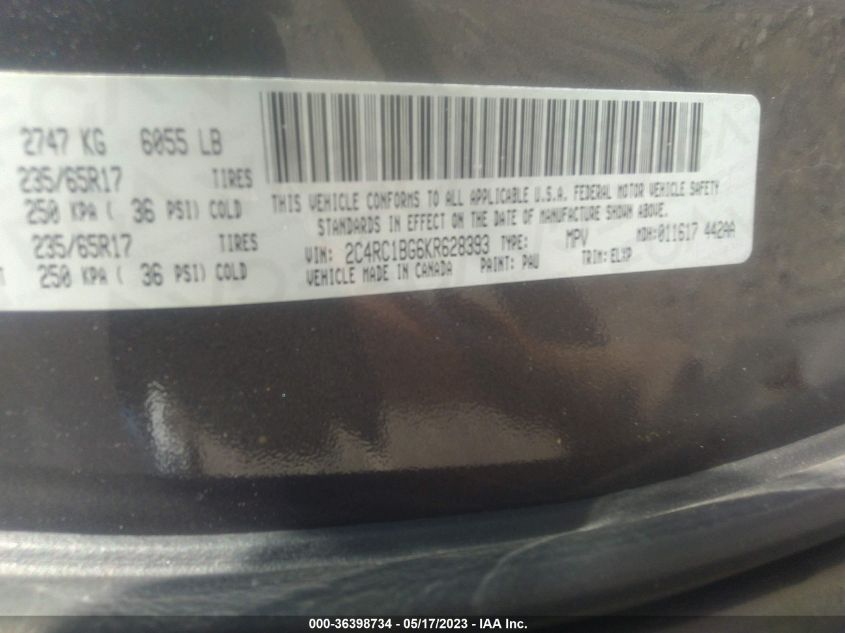 2747 KG 6055 LB
235/65R17 TIRES
250 KPA ( 36 PSI) COLD
235/65R17 TIRES
250 KPA ( 36 PSI) COLD
THIS VEHICLE CONFORMS TO ALL APPLICABLE U.S.A. FEDERAL MOTOR VEHICLE SAFETY
STANDARDS IN EFFECT ON THE DATE OF MANUFACTURE SHOWN ABOVE.
VIN: 2C4RC1BG6KR628393 TYPE: MPV MDH:011617 442AA
VEHICLE MADE IN CANADA PAINT: PAU TRIM: ELXP
000-36398734 - 05/17/2023 - IAA Inc.